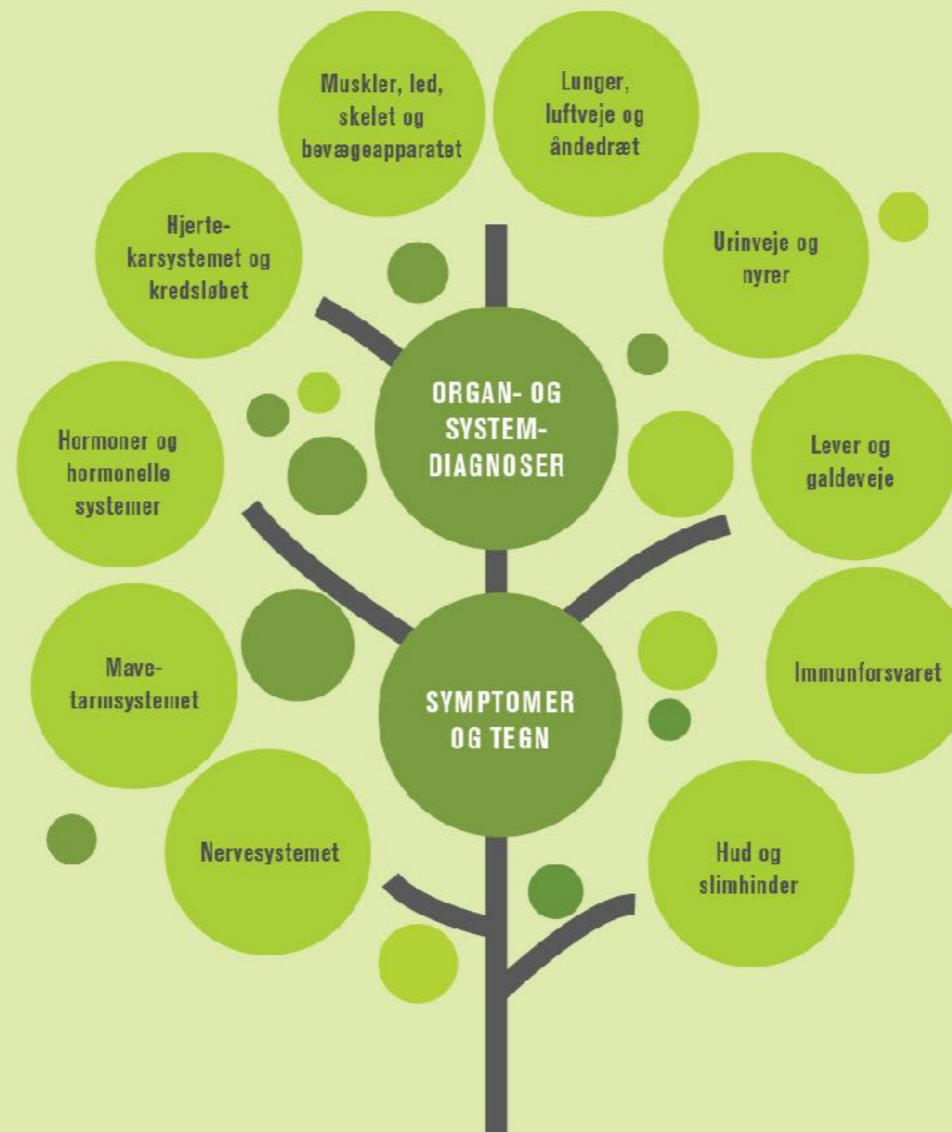 Muskler, led,
skelet og
bevægeapparatet
Lunger,
luftveje og
åndedræt
Hjerte-
karsystemet og
kredsløbet
Urinveje og
nyrer
ORGAN- OG
SYSTEM-
DIAGNOSER
Hormoner og
hormonelle
systemer
Lever og
galdeveje
Mave-
tarmsystemet
Immunforsvaret
SYMPTOMER
OG TEGN
Nervesystemet
Hud og
slimhinder